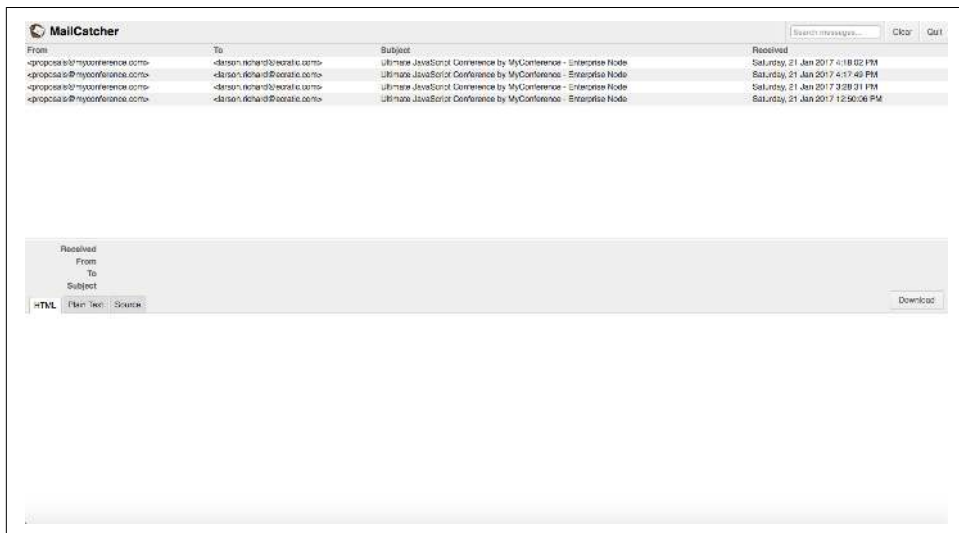 MailCatcher
Search messages... Clear Quit
From To Subject Received
<proposals@myconference.com> <larson.richard@ecratic.com> Ultimate JavaScript Conference by MyConference - Enterprise Node Saturday, 21 Jan 2017 4:18:02 PM
<proposals@myconference.com> <larson.richard@ecratic.com> Ultimate JavaScript Conference by MyConference - Enterprise Node Saturday, 21 Jan 2017 4:17:49 PM
<proposals@myconference.com> <larson.richard@ecratic.com> Ultimate JavaScript Conference by MyConference - Enterprise Node Saturday, 21 Jan 2017 3:28:31 PM
<proposals@myconference.com> <larson.richard@ecratic.com> Ultimate JavaScript Conference by MyConference - Enterprise Node Saturday, 21 Jan 2017 12:50:06 PM
Received
From
To
Subject
HTML Plain Text Source Download